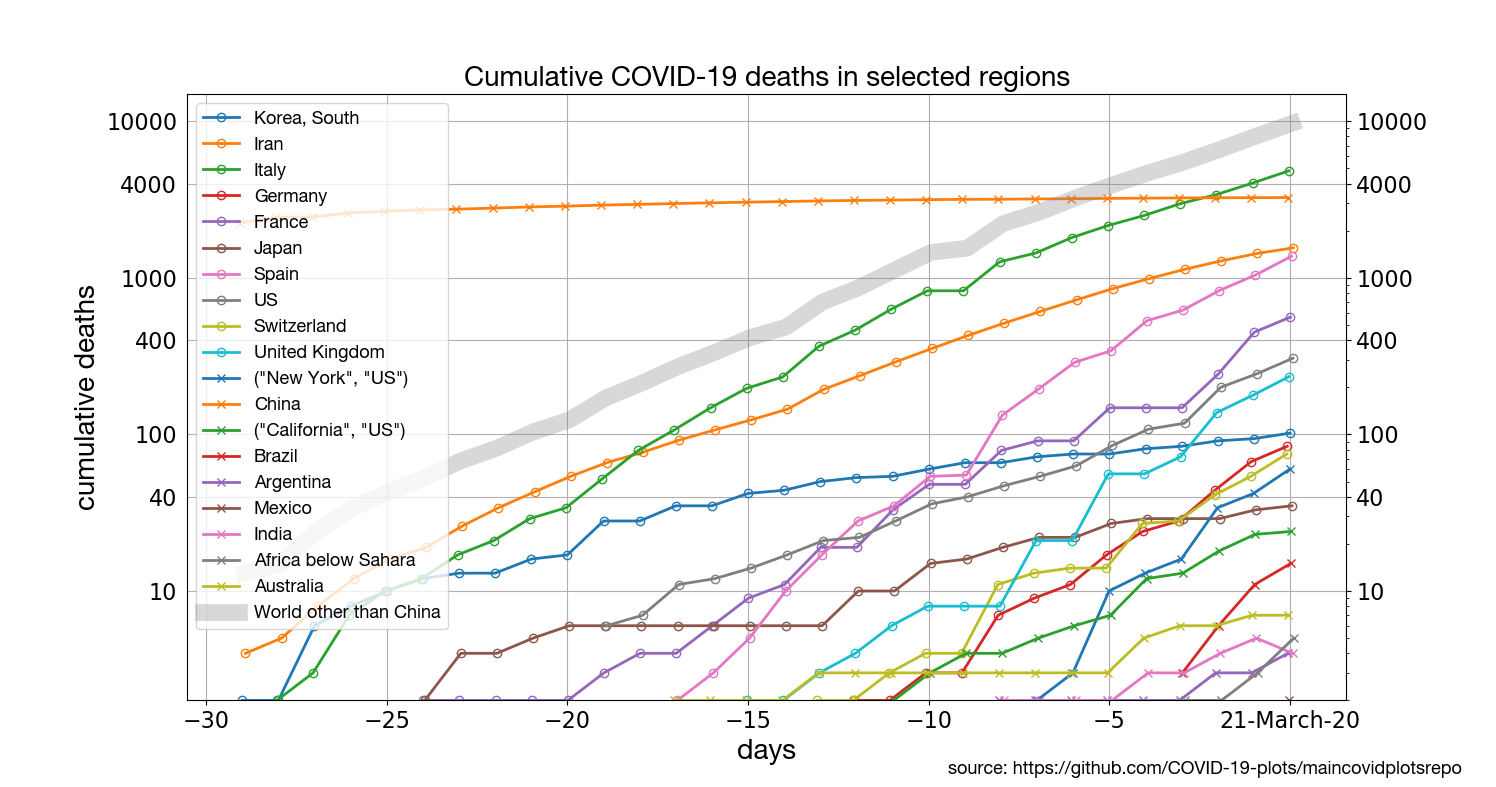 Cumulative COVID-19 deaths in selected regions
cumulative deaths
10000
4000
1000
400
100
40
10
Korea, South
Iran
Italy
Germany
France
Japan
Spain
US
Switzerland
United Kingdom
("New York", "US")
China
("California", "US")
Brazil
Argentina
Mexico
India
Africa below Sahara
Australia
World other than China
10000
4000
1000
400
100
40
10
−30 −25 −20 −15 −10 −5 21-March-20
days
source: https://github.com/COVID-19-plots/maincovidplotsrepo